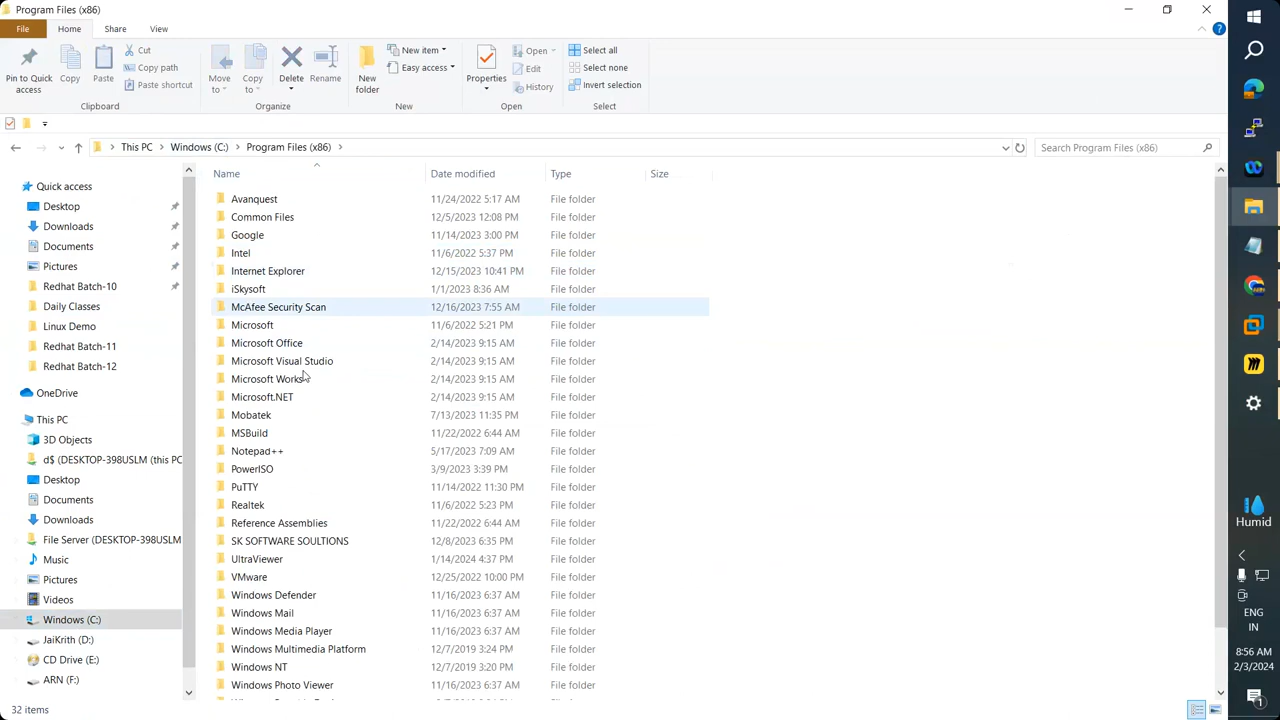 Program Files (x86)
File Home Share View
Pin to Quick access
Copy
Paste
Cut
Copy path
Paste shortcut
Clipboard
Move to
Copy to
Delete
Rename
Organize
New folder
New item
Easy access
New
Properties
Open
Edit
History
Open
Select all
Select none
Invert selection
Select
This PC > Windows (C:) > Program Files (x86) >
Search Program Files (x86)
Quick access
Desktop
Downloads
Documents
Pictures
Redhat Batch-10
Daily Classes
Linux Demo
Redhat Batch-11
Redhat Batch-12
OneDrive
This PC
3D Objects
d$ (DESKTOP-398USLM (this PC
Desktop
Documents
Downloads
File Server (DESKTOP-398USLM
Music
Pictures
Videos
Windows (C:)
JaiKrith (D:)
CD Drive (E:)
ARN (F:)
Name Date modified Type Size
Avanquest 11/24/2022 5:17 AM File folder
Common Files 12/5/2023 12:08 PM File folder
Google 11/14/2023 3:00 PM File folder
Intel 11/6/2022 5:37 PM File folder
Internet Explorer 12/15/2023 10:41 PM File folder
iSkysoft 1/1/2023 8:36 AM File folder
McAfee Security Scan 12/16/2023 7:55 AM File folder
Microsoft 11/6/2022 5:21 PM File folder
Microsoft Office 2/14/2023 9:15 AM File folder
Microsoft Visual Studio 2/14/2023 9:15 AM File folder
Microsoft Works 2/14/2023 9:15 AM File folder
Microsoft.NET 2/14/2023 9:15 AM File folder
Mobatek 7/13/2023 11:35 PM File folder
MSBuild 11/22/2022 6:44 AM File folder
Notepad++ 5/17/2023 7:09 AM File folder
PowerISO 3/9/2023 3:39 PM File folder
PuTTY 11/14/2022 11:30 PM File folder
Realtek 11/6/2022 5:23 PM File folder
Reference Assemblies 11/22/2022 6:44 AM File folder
SK SOFTWARE SOULTIONS 12/8/2023 6:35 PM File folder
UltraViewer 1/14/2024 4:37 PM File folder
VMware 12/25/2022 10:00 PM File folder
Windows Defender 11/16/2023 6:37 AM File folder
Windows Mail 11/16/2023 6:37 AM File folder
Windows Media Player 11/16/2023 6:37 AM File folder
Windows Multimedia Platform 12/7/2019 3:24 PM File folder
Windows NT 12/7/2019 3:20 PM File folder
Windows Photo Viewer 11/16/2023 6:37 AM File folder
32 items
Humid
ENG
IN
8:56 AM
2/3/2024
1